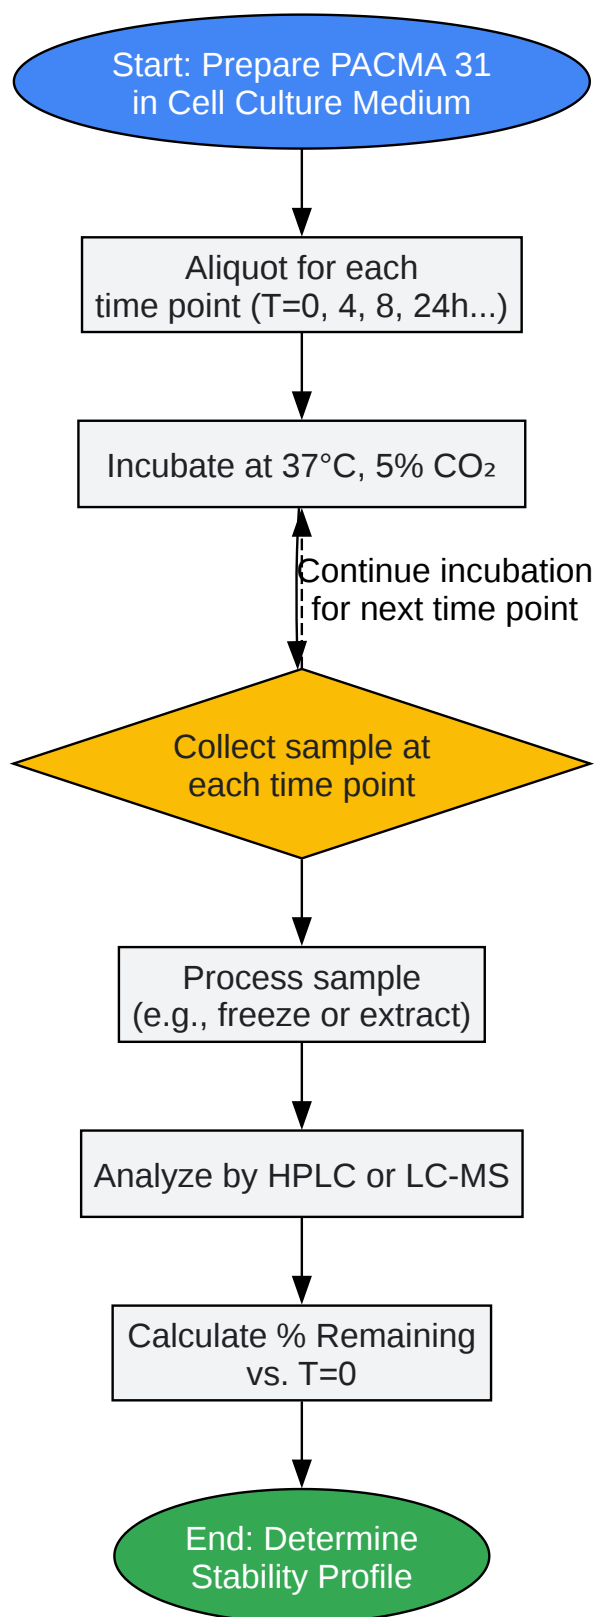 Start: Prepare PACMA 31
in Cell Culture Medium
Aliquot for each
time point (T=0, 4, 8, 24h...)
Incubate at 37°C, 5% CO₂
Continue incubation
for next time point
Collect sample at
each time point
Process sample
(e.g., freeze or extract)
Analyze by HPLC or LC-MS
Calculate % Remaining
vs. T=0
End: Determine
Stability Profile